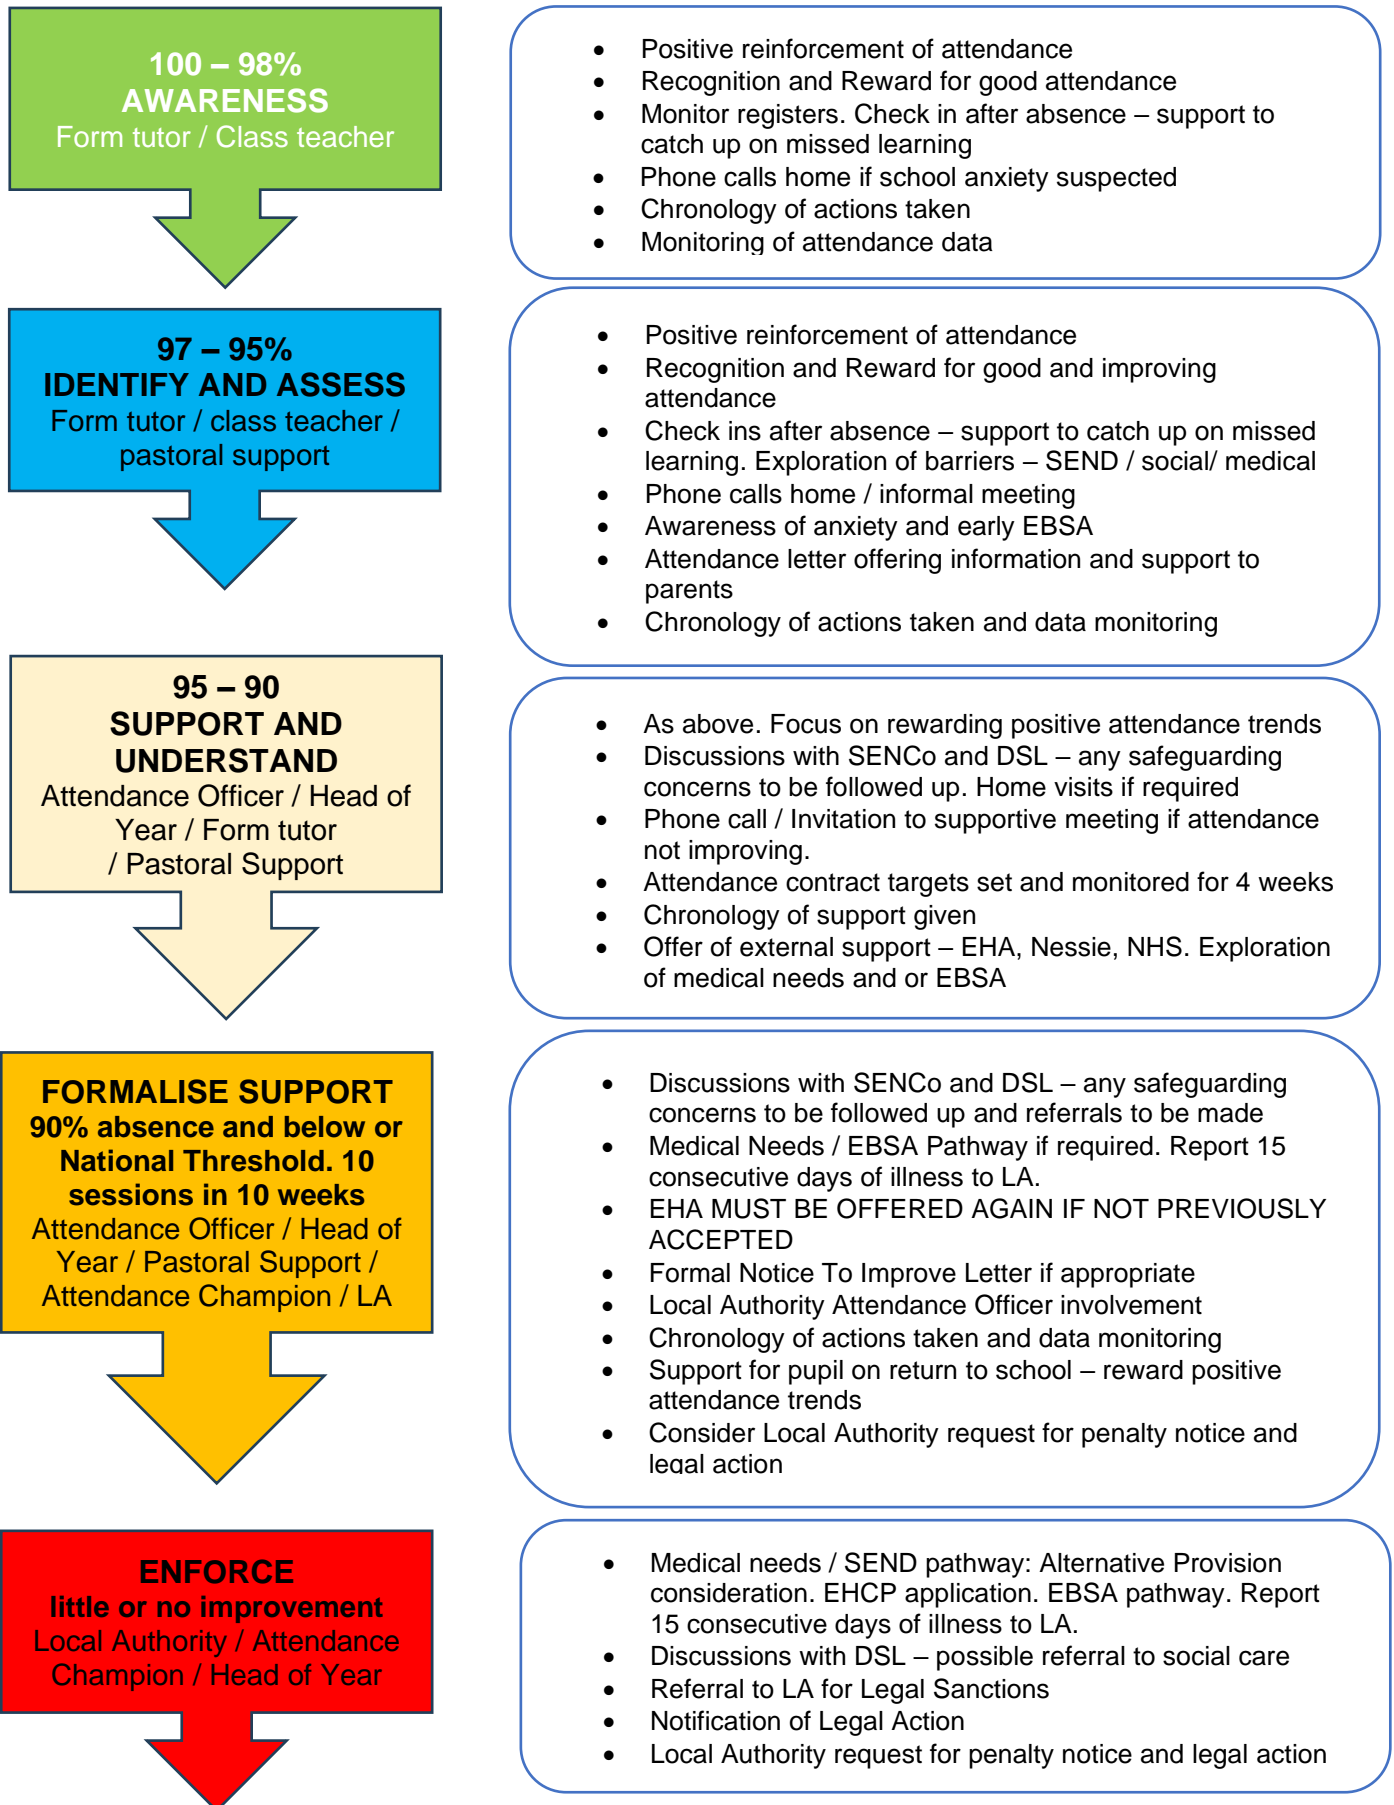 100 – 98%
AWARENESS
Form tutor / Class teacher
• Positive reinforcement of attendance
• Recognition and Reward for good attendance
• Monitor registers. Check in after absence – support to
catch up on missed learning
• Phone calls home if school anxiety suspected
• Chronology of actions taken
• Monitoring of attendance data
97 – 95%
IDENTIFY AND ASSESS
Form tutor / class teacher /
pastoral support
• Positive reinforcement of attendance
• Recognition and Reward for good and improving
attendance
• Check ins after absence – support to catch up on missed
learning. Exploration of barriers – SEND / social/ medical
• Phone calls home / informal meeting
• Awareness of anxiety and early EBSA
• Attendance letter offering information and support to
parents
• Chronology of actions taken and data monitoring
95 – 90
SUPPORT AND
UNDERSTAND
Attendance Officer / Head of
Year / Form tutor
/ Pastoral Support
• As above. Focus on rewarding positive attendance trends
• Discussions with SENCo and DSL – any safeguarding
concerns to be followed up. Home visits if required
• Phone call / Invitation to supportive meeting if attendance
not improving.
• Attendance contract targets set and monitored for 4 weeks
• Chronology of support given
• Offer of external support – EHA, Nessie, NHS. Exploration
of medical needs and or EBSA
FORMALISE SUPPORT
90% absence and below or
National Threshold. 10
sessions in 10 weeks
Attendance Officer / Head of
Year / Pastoral Support /
Attendance Champion / LA
• Discussions with SENCo and DSL – any safeguarding
concerns to be followed up and referrals to be made
• Medical Needs / EBSA Pathway if required. Report 15
consecutive days of illness to LA.
• EHA MUST BE OFFERED AGAIN IF NOT PREVIOUSLY
ACCEPTED
• Formal Notice To Improve Letter if appropriate
• Local Authority Attendance Officer involvement
• Chronology of actions taken and data monitoring
• Support for pupil on return to school – reward positive
attendance trends
• Consider Local Authority request for penalty notice and
legal action
ENFORCE
little or no improvement
Local Authority / Attendance
Champion / Head of Year
• Medical needs / SEND pathway: Alternative Provision
consideration. EHCP application. EBSA pathway. Report
15 consecutive days of illness to LA.
• Discussions with DSL – possible referral to social care
• Referral to LA for Legal Sanctions
• Notification of Legal Action
• Local Authority request for penalty notice and legal action